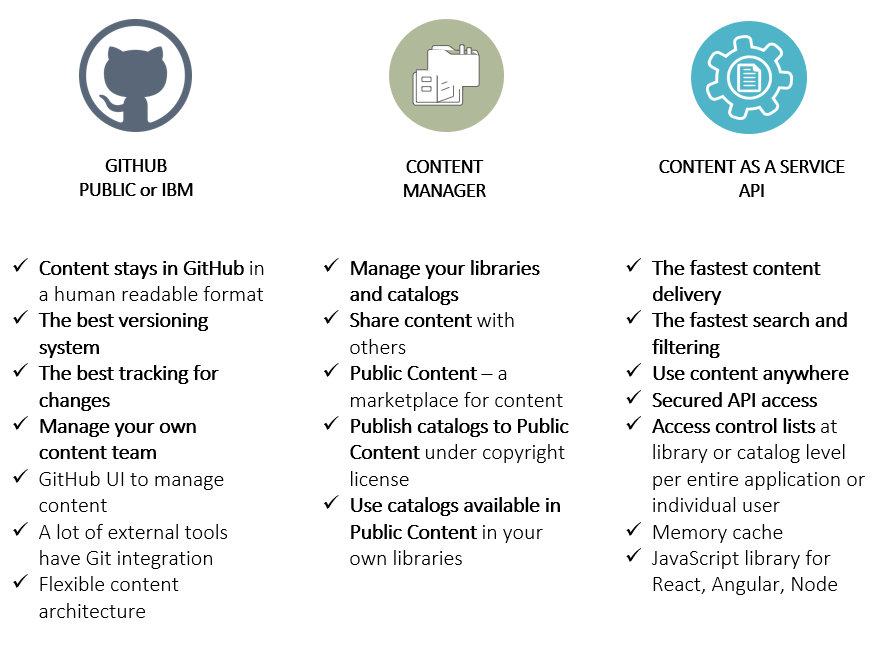 GITHUB
PUBLIC or IBM
CONTENT
MANAGER
CONTENT AS A SERVICE
API
✓ Content stays in GitHub in
a human readable format
✓ The best versioning
system
✓ The best tracking for
changes
✓ Manage your own
content team
✓ GitHub UI to manage
content
✓ A lot of external tools
have Git integration
✓ Flexible content
architecture
✓ Manage your libraries
and catalogs
✓ Share content with
others
✓ Public Content – a
marketplace for content
✓ Publish catalogs to Public
Content under copyright
license
✓ Use catalogs available in
Public Content in your
own libraries
✓ The fastest content
delivery
✓ The fastest search and
filtering
✓ Use content anywhere
✓ Secured API access
✓ Access control lists at
library or catalog level
per entire application or
individual user
✓ Memory cache
✓ JavaScript library for
React, Angular, Node